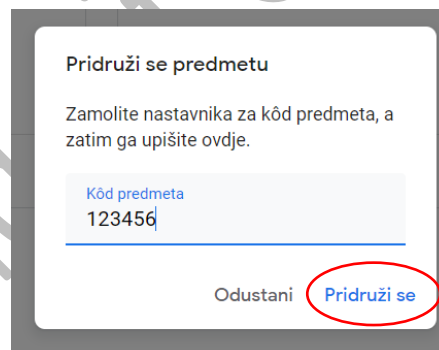 Pridruži se predmetu
Zamolite nastavnika za kôd predmeta, a
zatim ga upišite ovdje.
Kôd predmeta
123456
Odustani Pridruži se